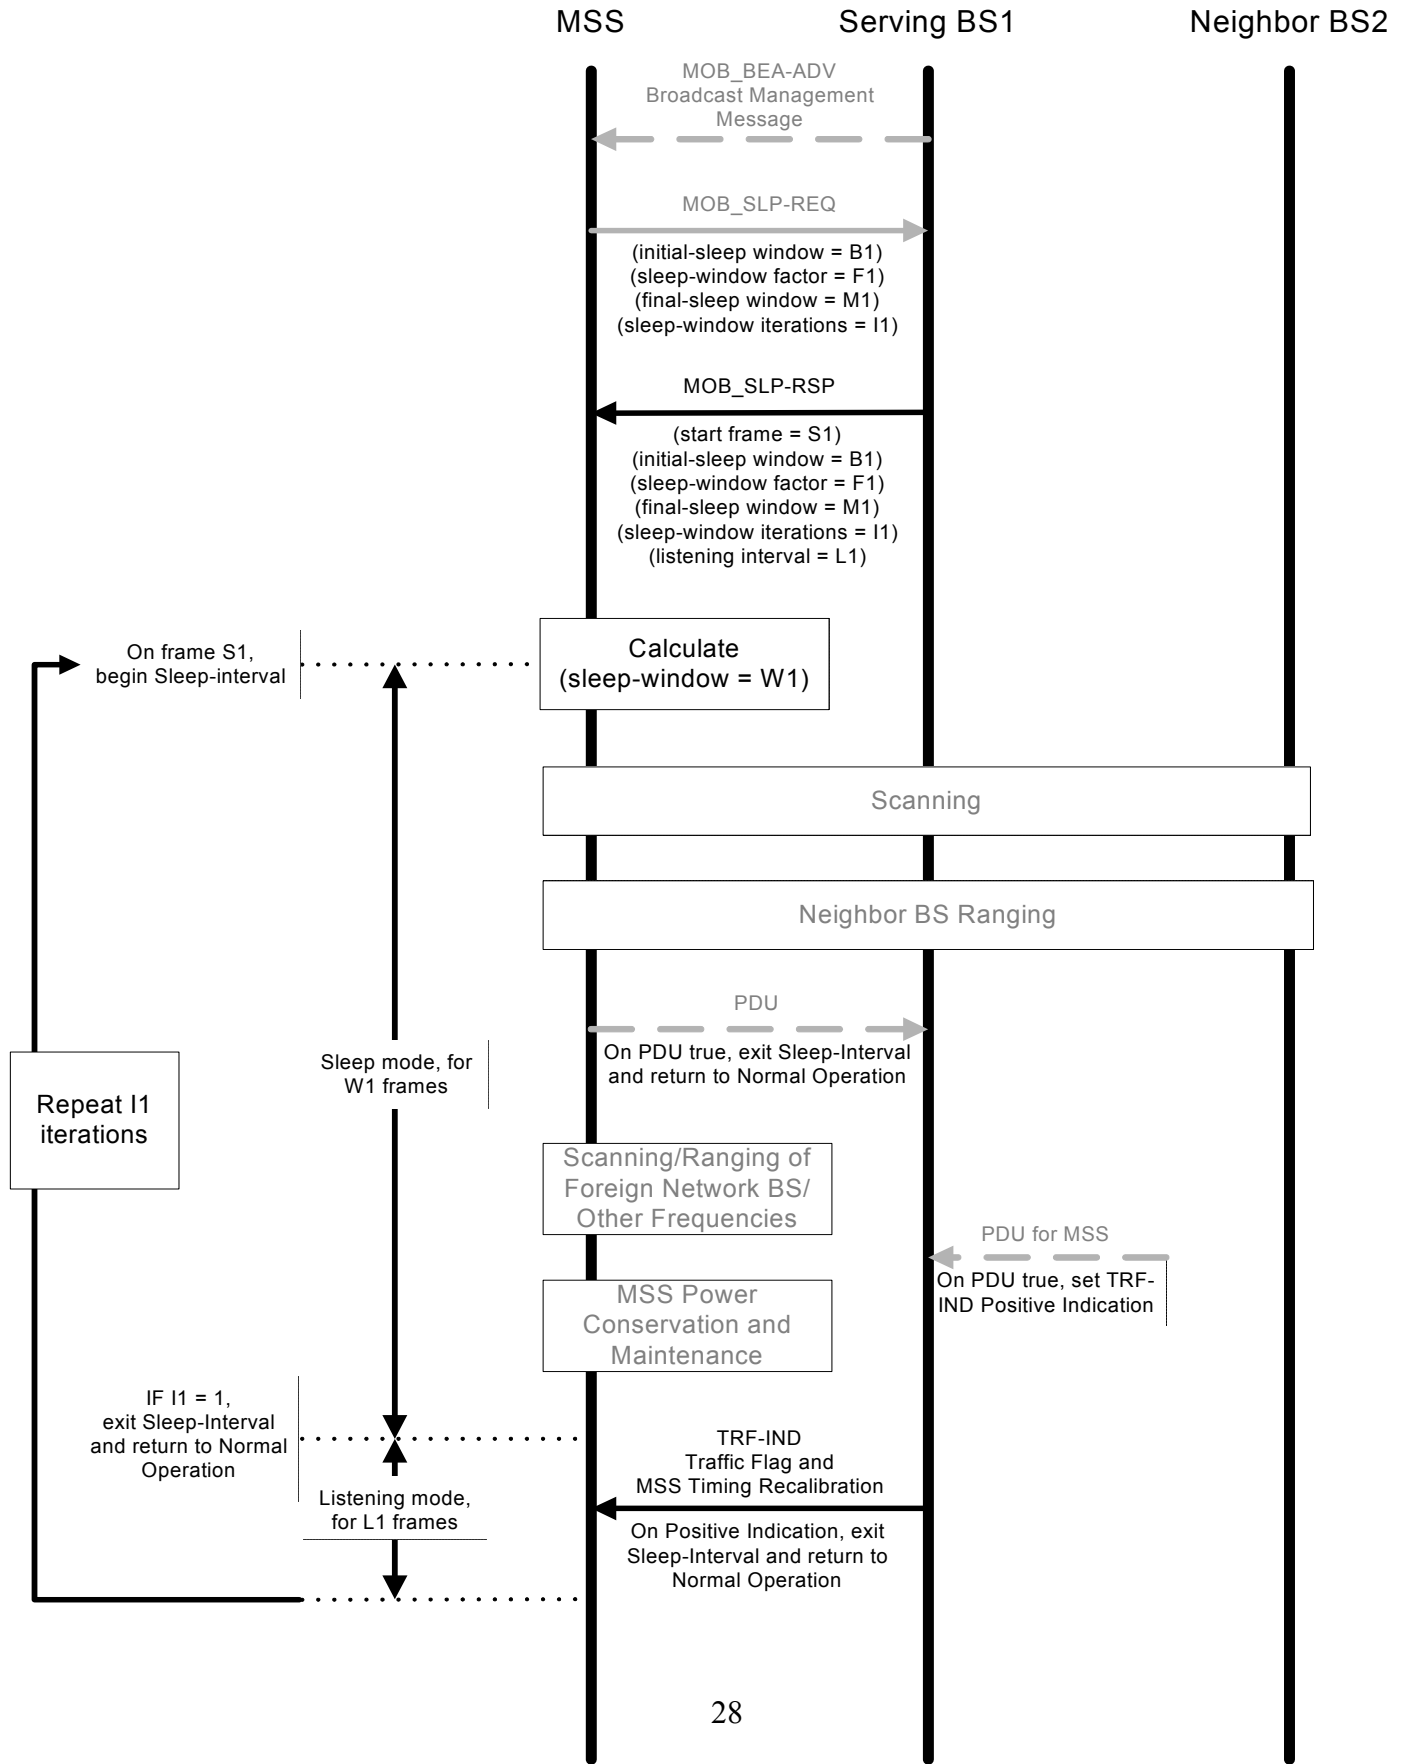 MSS
Serving BS1
Neighbor BS2
MOB_BEA-ADV
Broadcast Management
Message
MOB_SLP-REQ
(initial-sleep window = B1)
(sleep-window factor = F1)
(final-sleep window = M1)
(sleep-window iterations = I1)
MOB_SLP-RSP
(start frame = S1)
(initial-sleep window = B1)
(sleep-window factor = F1)
(final-sleep window = M1)
(sleep-window iterations = I1)
(listening interval = L1)
On frame S1,
begin Sleep-interval
Calculate
(sleep-window = W1)
Scanning
Neighbor BS Ranging
PDU
On PDU true, exit Sleep-Interval
and return to Normal Operation
Sleep mode, for
W1 frames
Repeat I1
iterations
Scanning/Ranging of
Foreign Network BS/
Other Frequencies
PDU for MSS
On PDU true, set TRF-
IND Positive Indication
MSS Power
Conservation and
Maintenance
IF I1 = 1,
exit Sleep-Interval
and return to Normal
Operation
TRF-IND
Traffic Flag and
MSS Timing Recalibration
Listening mode,
for L1 frames
On Positive Indication, exit
Sleep-Interval and return to
Normal Operation
28